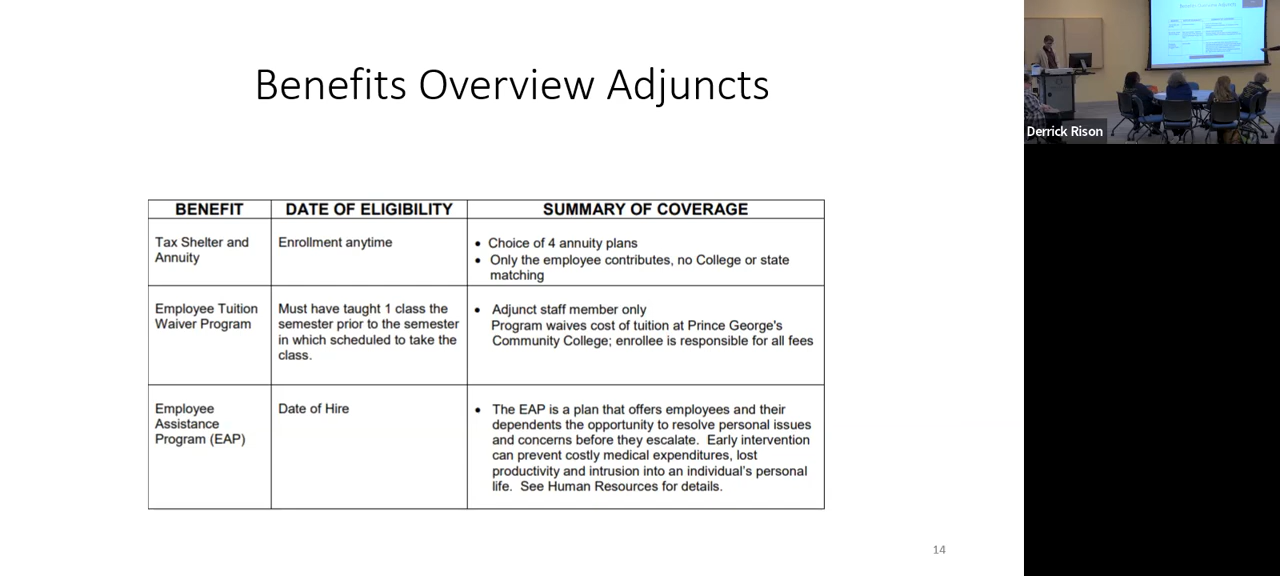 Benefits Overview Adjuncts
BENEFIT
DATE OF ELIGIBILITY
SUMMARY OF COVERAGE
Tax Shelter and
Annuity
Enrollment anytime
• Choice of 4 annuity plans
• Only the employee contributes, no College or state
matching
Employee Tuition
Waiver Program
Must have taught 1 class the
semester prior to the semester
in which scheduled to take the
class.
• Adjunct staff member only
Program waives cost of tuition at Prince George's
Community College; enrollee is responsible for all fees
Employee
Assistance
Program (EAP)
Date of Hire
• The EAP is a plan that offers employees and their
dependents the opportunity to resolve personal issues
and concerns before they escalate. Early intervention
can prevent costly medical expenditures, lost
productivity and intrusion into an individual's personal
life. See Human Resources for details.
14
Benefits Overview Adjuncts
Derrick Rison